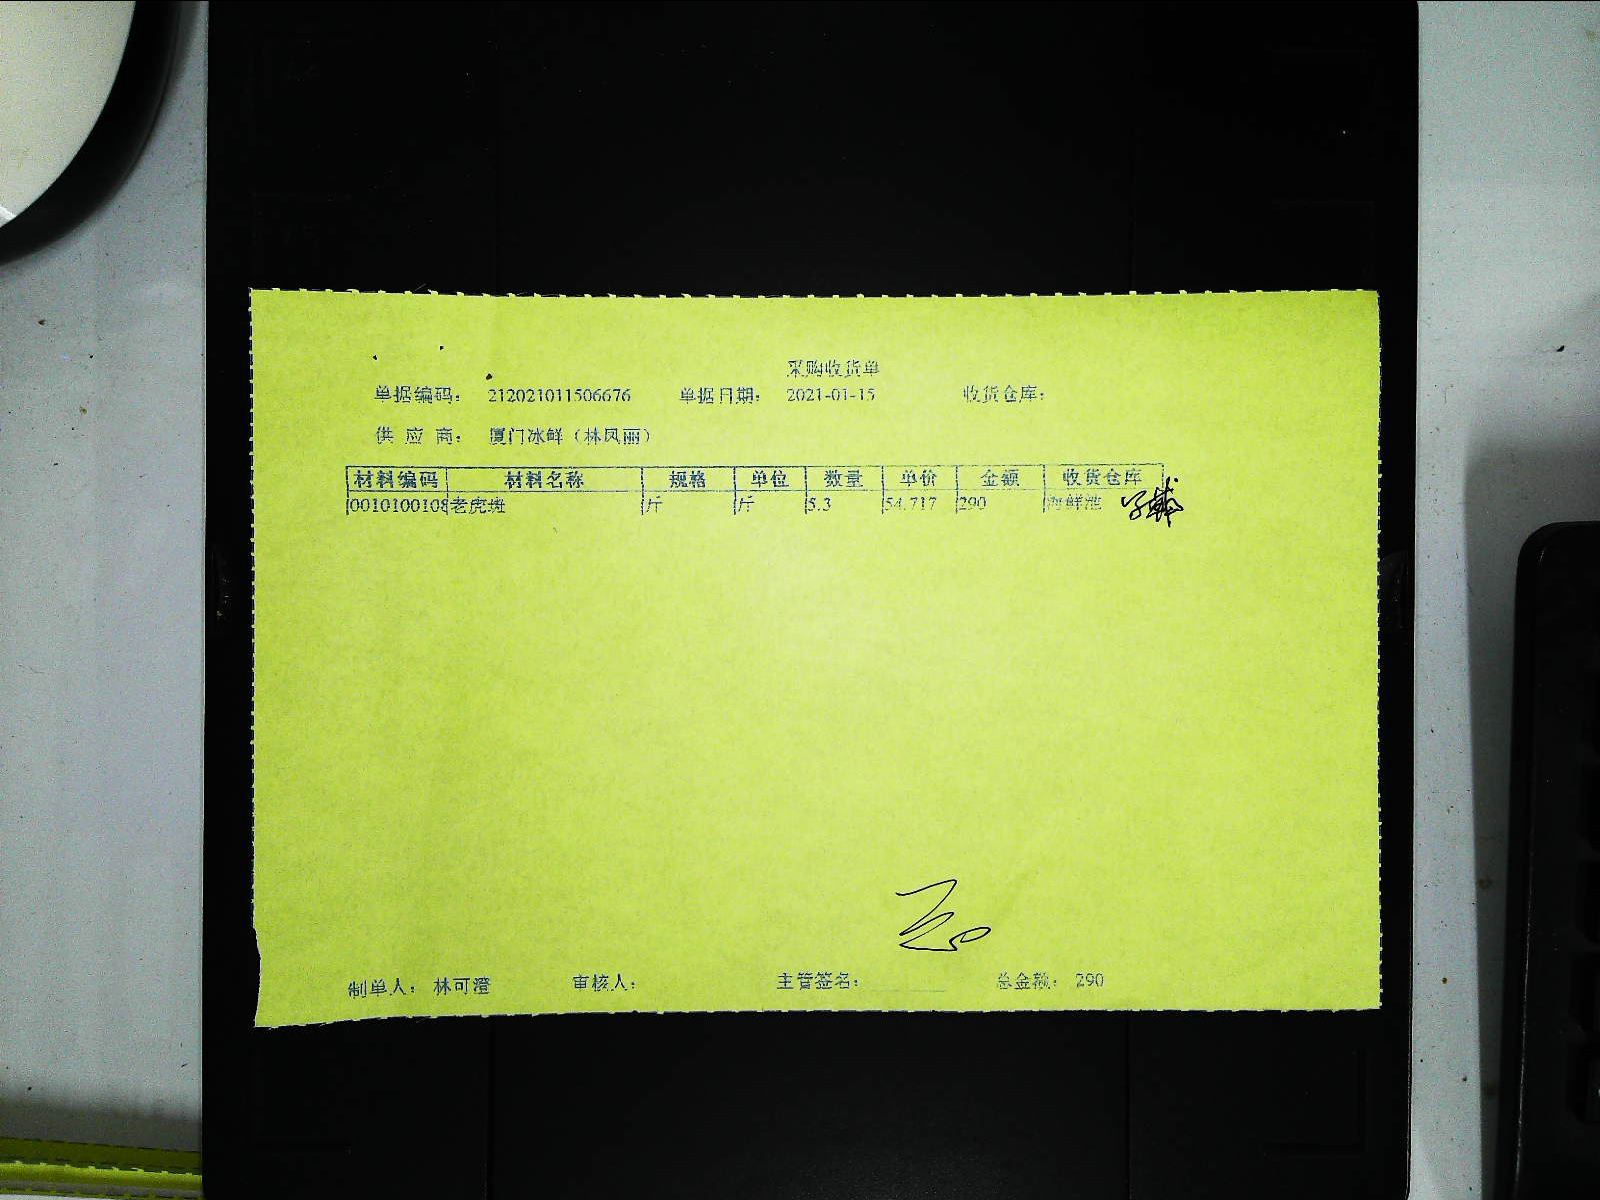 采购收货单
单据编码： 212021011506676 单据日期： 2021-01-15 收货仓库：
供 应 商： 厦门冰鲜（林凤丽）
材料编码 材料名称 规格 单位 数量 单价 金额 收货仓库
0010100108 老虎斑 斤 斤 5.3 54.717 290 海鲜池
制单人： 林可澄 审核人： 主管签名： 总金额： 290